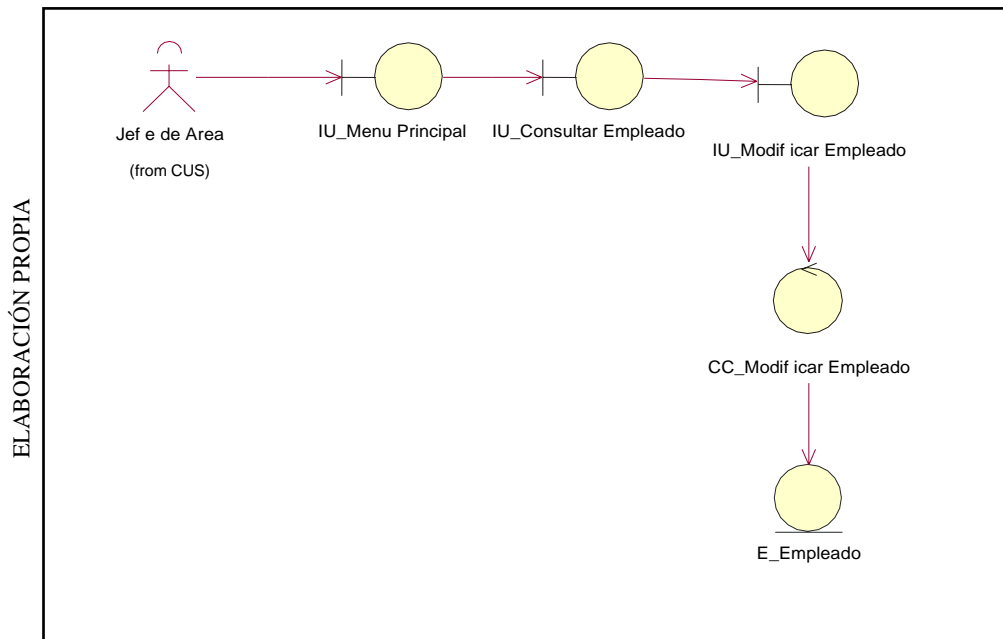 Jef e de Area
(from CUS)
IU_Menu Principal
IU_Consultar Empleado
IU_Modif icar Empleado
CC_Modif icar Empleado
E_Empleado
ELABORACIÓN PROPIA